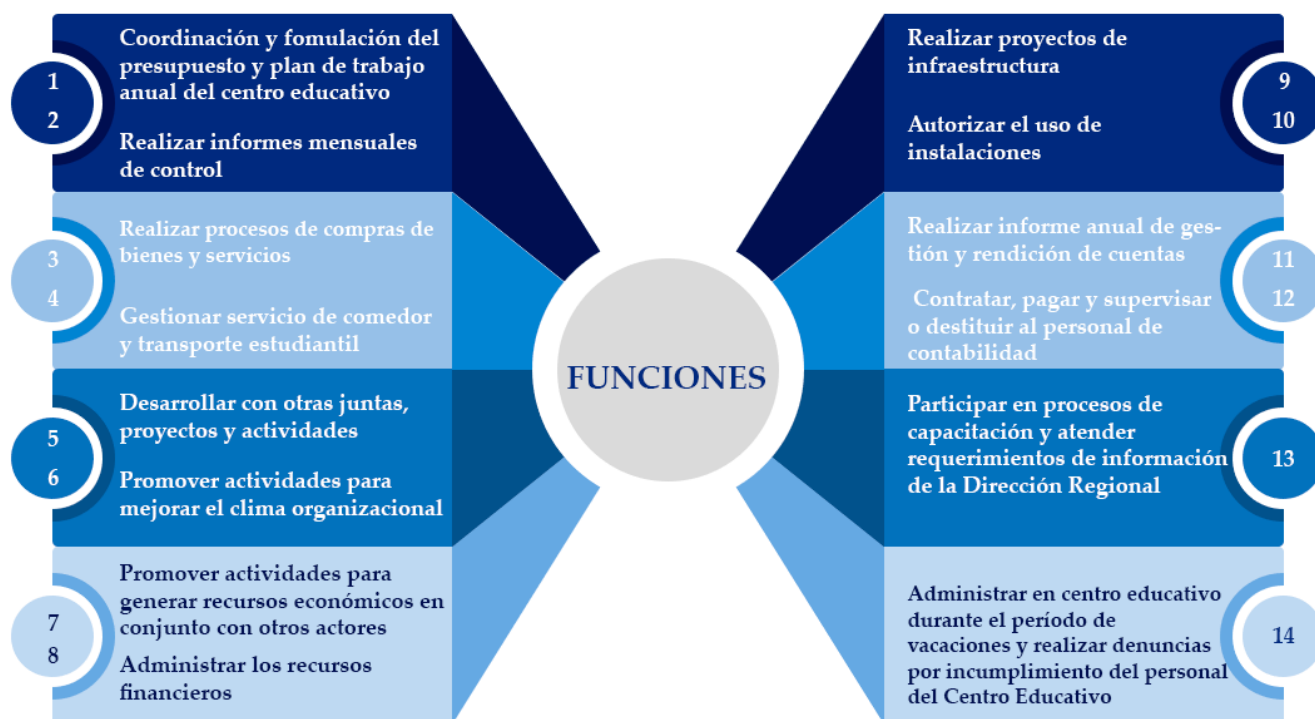 1
Coordinación y fomulación del
presupuesto y plan de trabajo
anual del centro educativo
2
Realizar informes mensuales
de control
3
Realizar procesos de compras de
bienes y servicios
4
Gestionar servicio de comedor
y transporte estudiantil
5
Desarrollar con otras juntas,
proyectos y actividades
6
Promover actividades para
mejorar el clima organizacional
7
Promover actividades para
generar recursos económicos en
conjunto con otros actores
8
Administrar los recursos
financieros
FUNCIONES
Realizar proyectos de
infraestructura
9
Autorizar el uso de
instalaciones
10
Realizar informe anual de ges-
tión y rendición de cuentas
11
Contratar, pagar y supervisar
o destituir al personal de
contabilidad
12
Participar en procesos de
capacitación y atender
requerimientos de información
de la Dirección Regional
13
Administrar en centro educativo
durante el período de
vacaciones y realizar denuncias
por incumplimiento del personal
del Centro Educativo
14